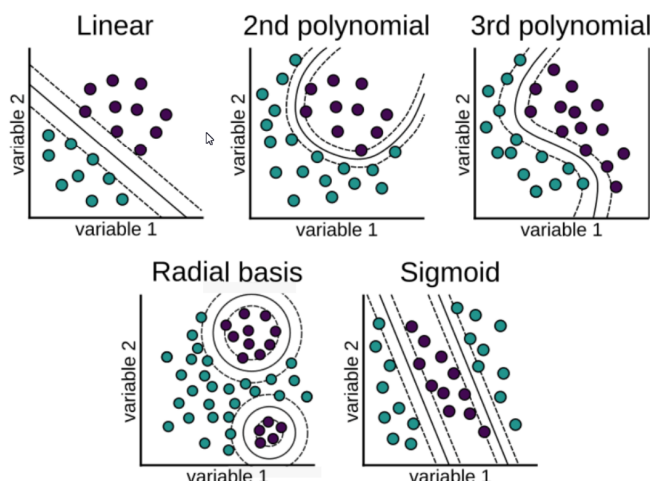 Linear
2nd polynomial
3rd polynomial
variable 2
variable 2
variable 2
variable 1
variable 1
variable 1
Radial basis
Sigmoid
variable 2
variable 2
variable 1
variable 1